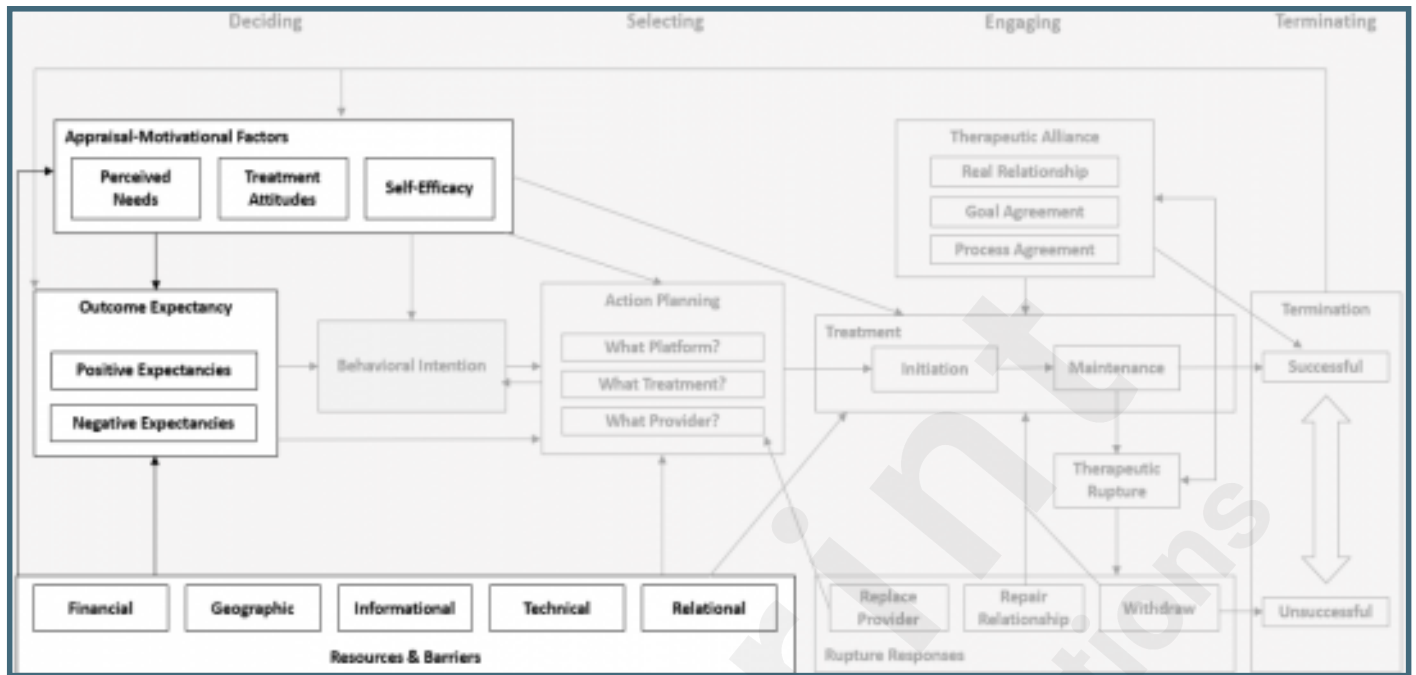 Deciding
Selecting
Engaging
Terminating
Appraisal-Motivational Factors
Perceived
Needs
Treatment
Attitudes
Self-Efficacy
Outcome Expectancy
Positive Expectancies
Negative Expectancies
Behavioral Intention
Action Planning
What Platform?
What Treatment?
What Provider?
Therapeutic Alliance
Real Relationship
Goal Agreement
Process Agreement
Treatment
Initiation
Maintenance
Therapeutic
Rupture
Termination
Successful
Unsuccessful
Financial
Geographic
Informational
Technical
Relational
Resources & Barriers
Replace
Provider
Repair
Relationship
Withdraw
Rupture Responses
rint
tions